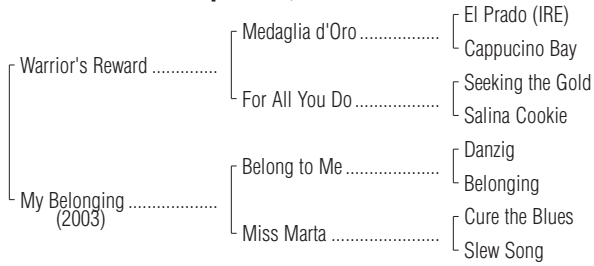 El Prado (IRE)
Medaglia d'Oro ..................
Cappucino Bay
Warrior's Reward ..............
Seeking the Gold
For All You Do ...................
Salina Cookie
Danzig
Belong to Me .....................
Belonging
My Belonging ...................
(2003)
Cure the Blues
Miss Marta ........................
Slew Song